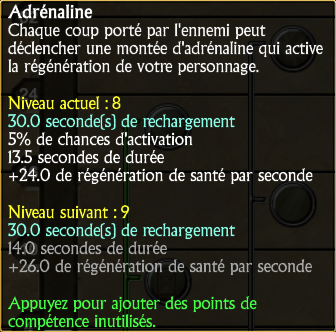 Adrénaline
Chaque coup porté par l'ennemi peut
déclencher une montée d'adrénaline qui active
la régénération de votre personnage.
Niveau actuel : 8
30.0 seconde(s) de rechargement
5% de chances d'activation
13.5 secondes de durée
+24.0 de régénération de santé par seconde
Niveau suivant : 9
30.0 seconde(s) de rechargement
14.0 secondes de durée
+26.0 de régénération de santé par seconde
Appuyez pour ajouter des points de
compétence inutilisés.